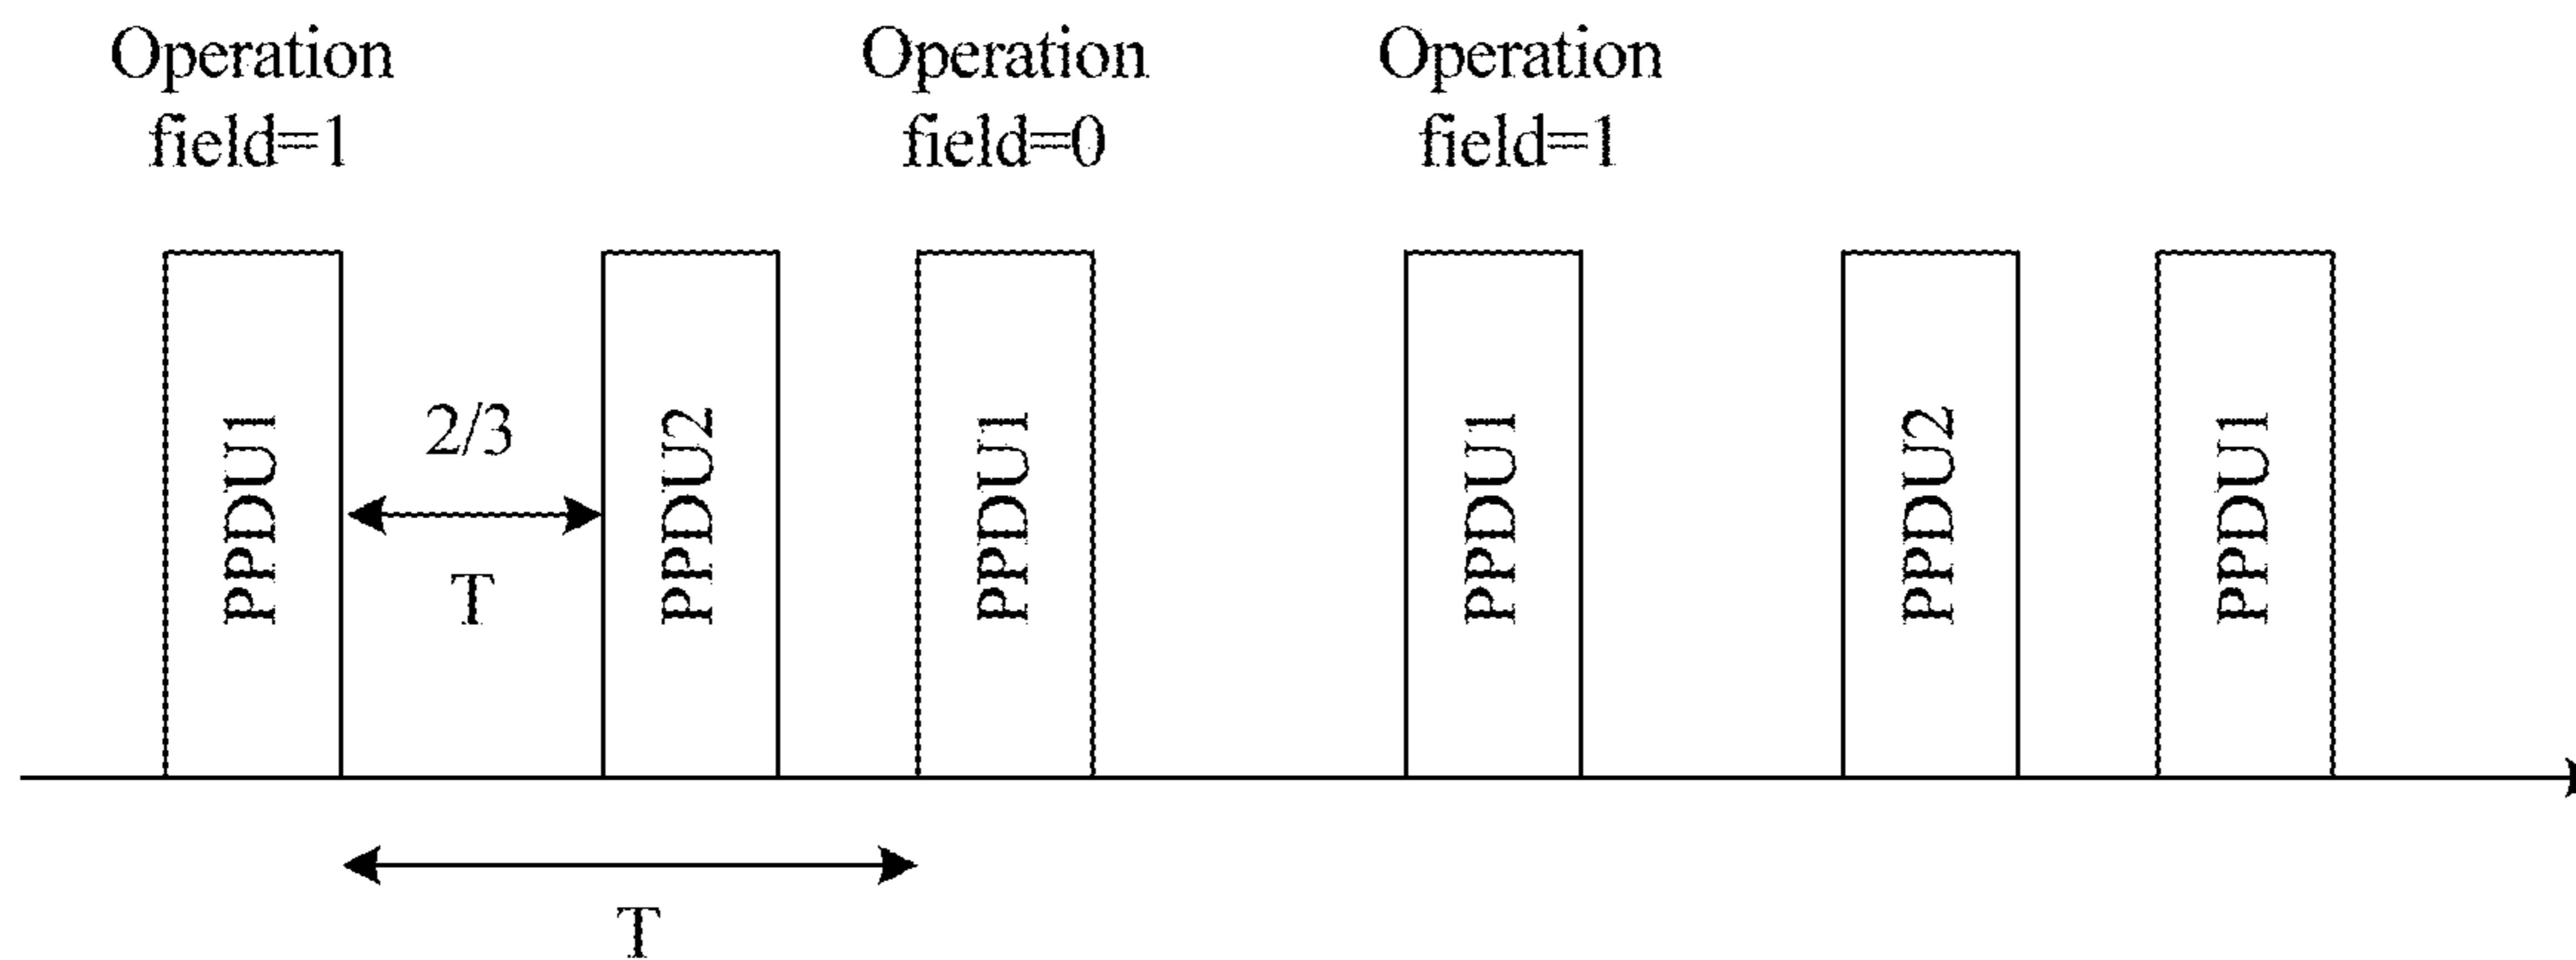 Operation
field=1
Operation
field=0
Operation
field=1
PPDU1
2/3
T
PPDU2
PPDU1
PPDU1
PPDU2
PPDU1
T